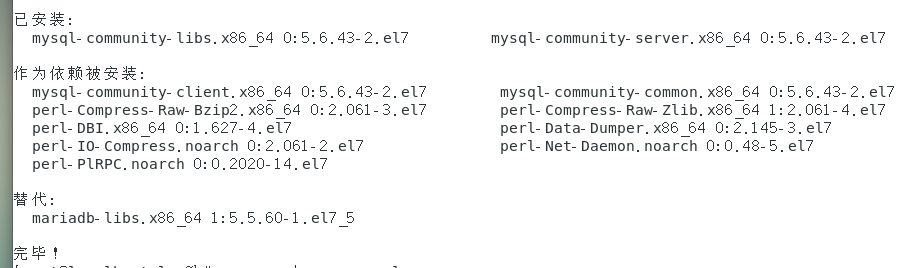 已安装:
mysql-community-libs.x86_64 0:5.6.43-2.el7 mysql-community-server.x86_64 0:5.6.43-2.el7
作为依赖被安装:
mysql-community-client.x86_64 0:5.6.43-2.el7 mysql-community-common.x86_64 0:5.6.43-2.el7
perl-Compress-Raw-Bzip2.x86_64 0:2.061-3.el7 perl-Compress-Raw-Zlib.x86_64 1:2.061-4.el7
perl-DBI.x86_64 0:1.627-4.el7 perl-Data-Dumper.x86_64 0:2.145-3.el7
perl-IO-Compress.noarch 0:2.061-2.el7 perl-Net-Daemon.noarch 0:0.48-5.el7
perl-PlRPC.noarch 0:0.2020-14.el7
替代:
mariadb-libs.x86_64 1:5.5.60-1.el7_5
完毕！